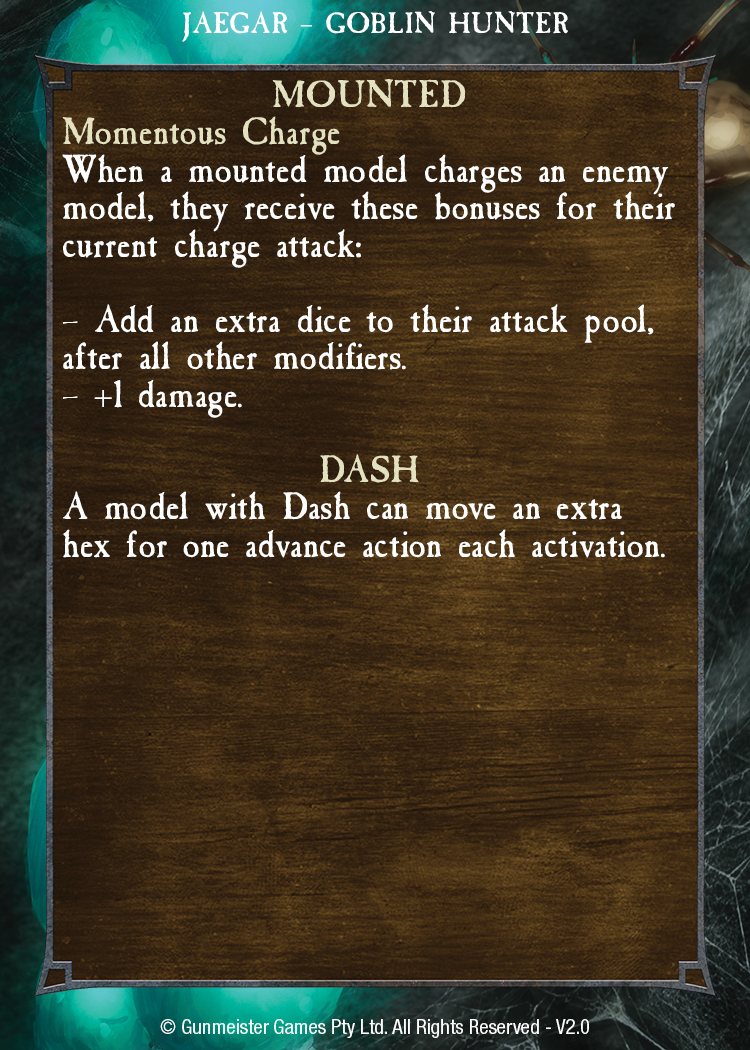 JAEGAR – GOBLIN HUNTER
MOUNTED
Momentous Charge
When a mounted model charges an enemy
model, they receive these bonuses for their
current charge attack:
– Add an extra dice to their attack pool,
after all other modifiers.
– +1 damage.
DASH
A model with Dash can move an extra
hex for one advance action each activation.
© Gunmeister Games Pty Ltd. All Rights Reserved - V2.0